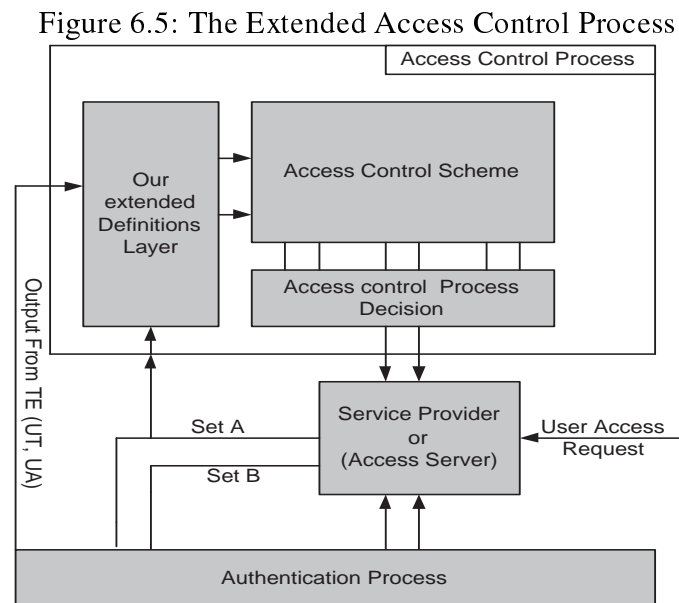 Figure 6.5: The Extended Access Control Process
Access Control Process
Our
extended
Definitions
Layer
Access Control Scheme
Access control Process
Decision
Output From TE (UT, UA)
Service Provider
or
(Access Server)
User Access
Request
Set A
Set B
Authentication Process